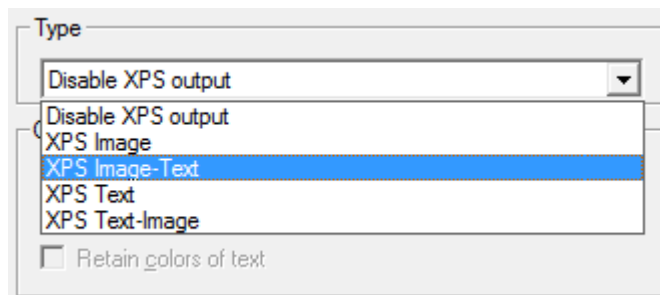 Type
Disable XPS output
Disable XPS output
XPS Image
XPS Image-Text
XPS Text
XPS Text-Image
Retain colors of text